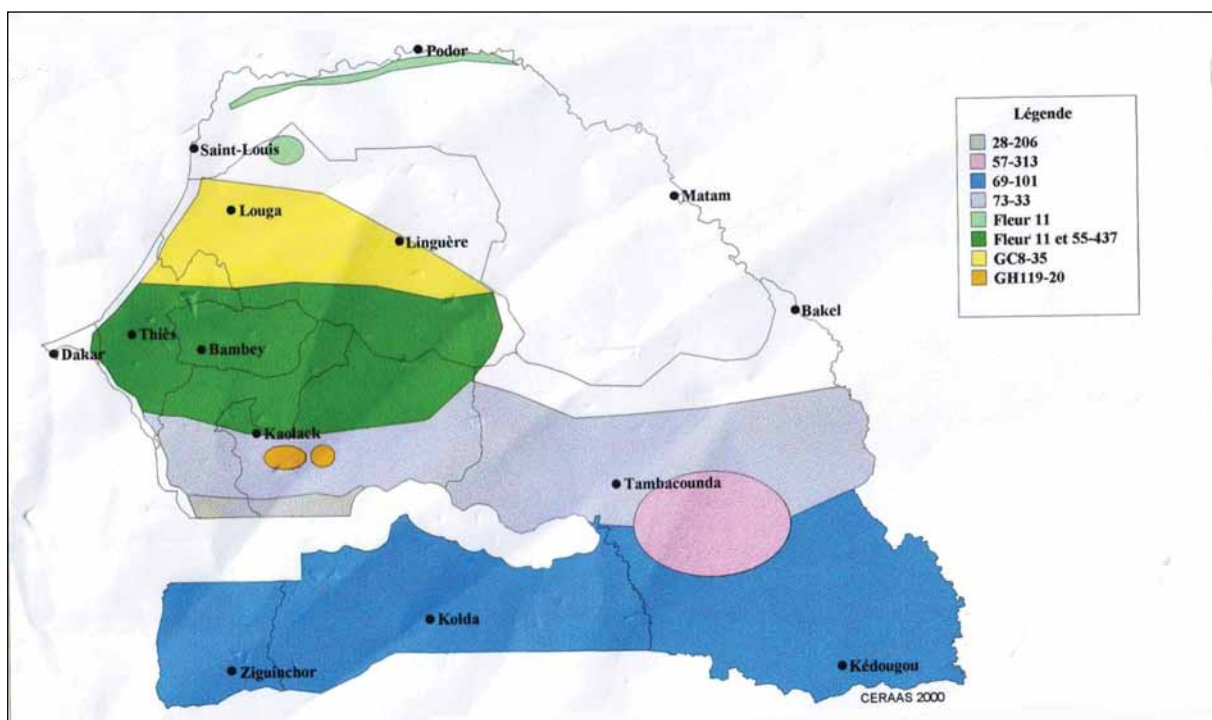 Podor
Saint-Louis
Matam
Louga
Linguère
Bakel
Thiès
Dakar
Bambey
Kaolack
Tambacounda
Kolda
Ziguinchor
Kédougou
CERAAS 2000
Légende
28-206
57-313
69-101
73-33
Fleur 11
Fleur 11 et 55-437
GC8-35
GH119-20